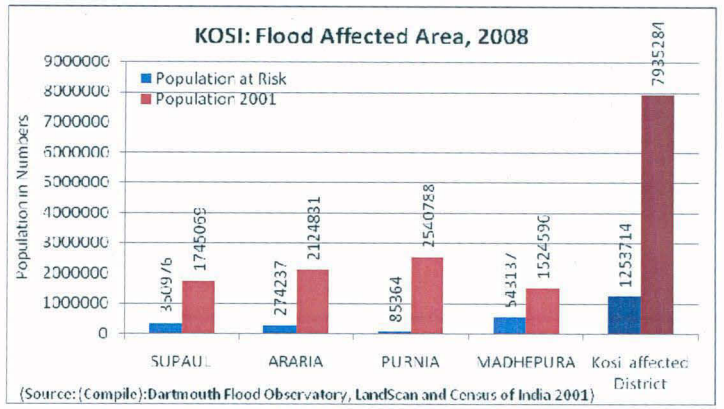 KOSI: Flood Affected Area, 2008
Population in Numbers
9000000
8000000
7000000
6000000
5000000
4000000
3000000
2000000
1000000
0
Population at Risk
Population 2001
350976
1745069
274237
2124831
85364
2540788
543137
1524596
1253714
7935284
SUPAUL
ARARIA
PURNIA
MADHEPURA
Kosi affected
District
(Source: (Compile):Dartmouth Flood Observatory, LandScan and Census of India 2001)